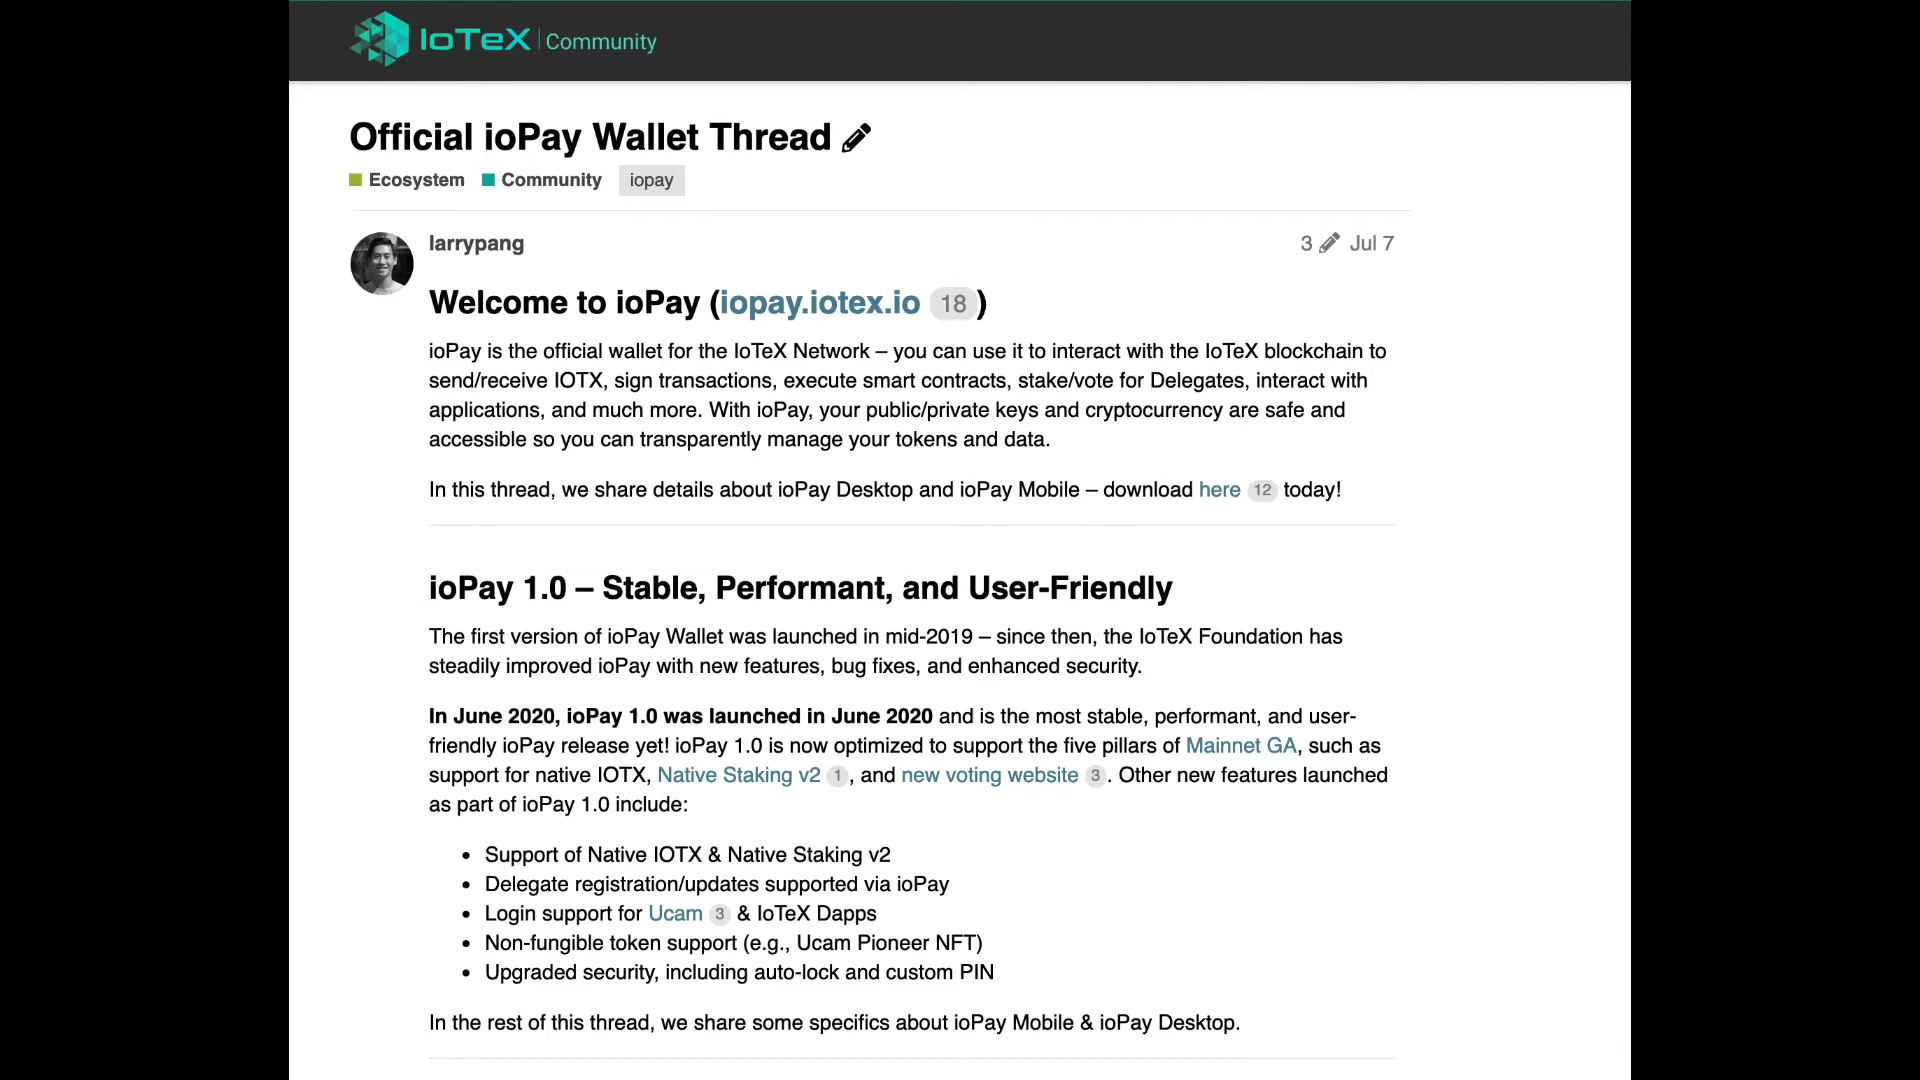 IoTeX | Community
Official ioPay Wallet Thread
Ecosystem Community iopay
larrypang 3 Jul 7
Welcome to ioPay (iopay.iotex.io 18)
ioPay is the official wallet for the IoTeX Network – you can use it to interact with the IoTeX blockchain to
send/receive IOTX, sign transactions, execute smart contracts, stake/vote for Delegates, interact with
applications, and much more. With ioPay, your public/private keys and cryptocurrency are safe and
accessible so you can transparently manage your tokens and data.
In this thread, we share details about ioPay Desktop and ioPay Mobile – download here 12 today!
ioPay 1.0 – Stable, Performant, and User-Friendly
The first version of ioPay Wallet was launched in mid-2019 – since then, the IoTeX Foundation has
steadily improved ioPay with new features, bug fixes, and enhanced security.
In June 2020, ioPay 1.0 was launched in June 2020 and is the most stable, performant, and user-
friendly ioPay release yet! ioPay 1.0 is now optimized to support the five pillars of Mainnet GA, such as
support for native IOTX, Native Staking v2 1, and new voting website 3. Other new features launched
as part of ioPay 1.0 include:
• Support of Native IOTX & Native Staking v2
• Delegate registration/updates supported via ioPay
• Login support for Ucam 3 & IoTeX Dapps
• Non-fungible token support (e.g., Ucam Pioneer NFT)
• Upgraded security, including auto-lock and custom PIN
In the rest of this thread, we share some specifics about ioPay Mobile & ioPay Desktop.